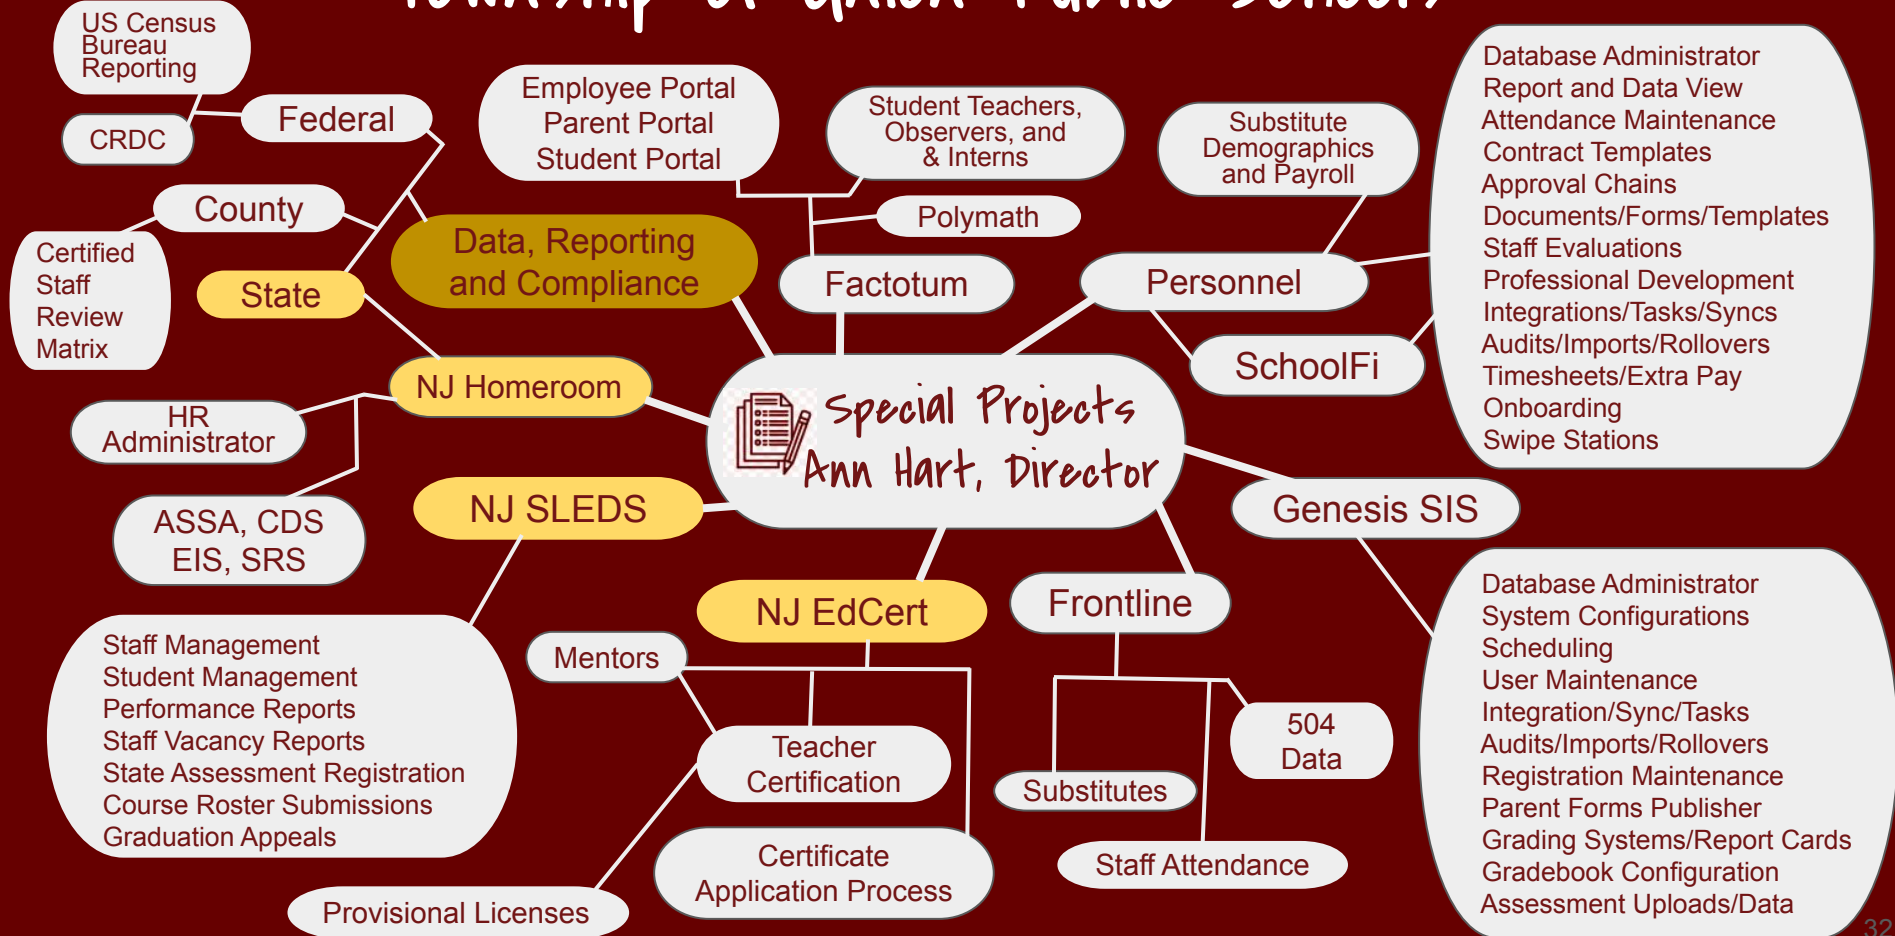 Township of Union Public Schools
US Census
Bureau
Reporting
CRDC
Federal
County
Certified
Staff
Review
Matrix
State
Data, Reporting
and Compliance
Employee Portal
Parent Portal
Student Portal
Student Teachers,
Observers, and
& Interns
Polymath
Factotum
Substitute
Demographics
and Payroll
Personnel
SchoolFi
Database Administrator
Report and Data View
Attendance Maintenance
Contract Templates
Approval Chains
Documents/Forms/Templates
Staff Evaluations
Professional Development
Integrations/Tasks/Syncs
Audits/Imports/Rollovers
Timesheets/Extra Pay
Onboarding
Swipe Stations
NJ Homeroom
HR
Administrator
ASSA, CDS
EIS, SRS
Special Projects
Ann Hart, Director
NJ SLEDS
Staff Management
Student Management
Performance Reports
Staff Vacancy Reports
State Assessment Registration
Course Roster Submissions
Graduation Appeals
NJ EdCert
Mentors
Teacher
Certification
Provisional Licenses
Certificate
Application Process
Frontline
Substitutes
504
Data
Staff Attendance
Genesis SIS
Database Administrator
System Configurations
Scheduling
User Maintenance
Integration/Sync/Tasks
Audits/Imports/Rollovers
Registration Maintenance
Parent Forms Publisher
Grading Systems/Report Cards
Gradebook Configuration
Assessment Uploads/Data
32